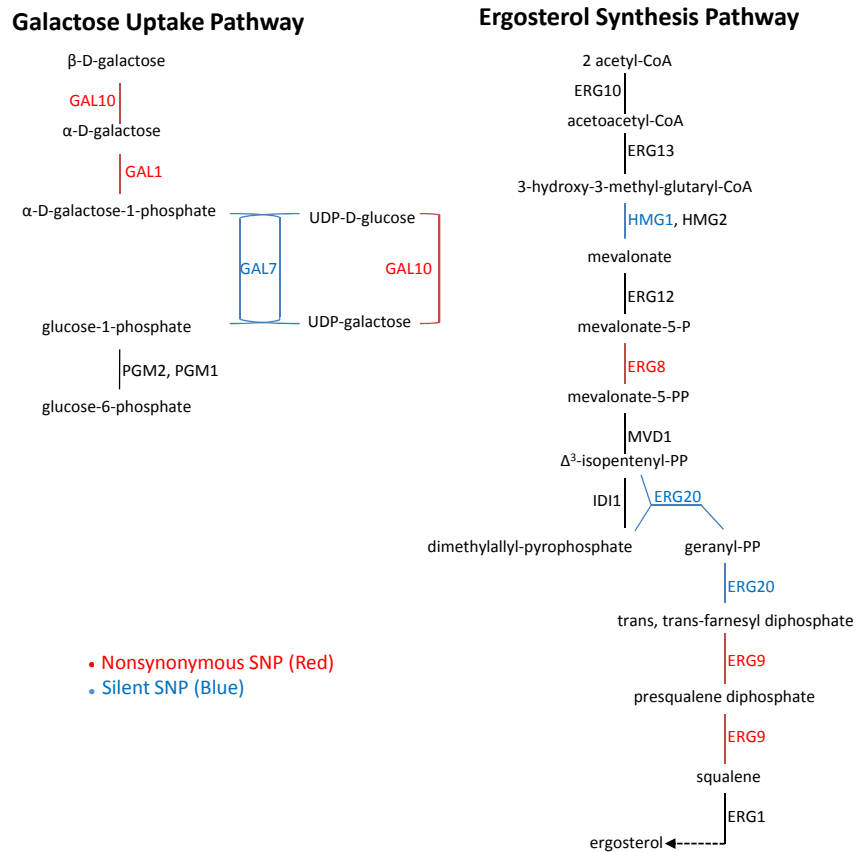 Galactose Uptake Pathway
β-D-galactose
GAL10
α-D-galactose
GAL1
α-D-galactose-1-phosphate
UDP-D-glucose
GAL7
GAL10
glucose-1-phosphate
UDP-galactose
PGM2, PGM1
glucose-6-phosphate
• Nonsynonymous SNP (Red)
• Silent SNP (Blue)
Ergosterol Synthesis Pathway
2 acetyl-CoA
ERG10
acetoacetyl-CoA
ERG13
3-hydroxy-3-methyl-glutaryl-CoA
HMG1, HMG2
mevalonate
ERG12
mevalonate-5-P
ERG8
mevalonate-5-PP
MVD1
Δ³-isopentenyl-PP
IDI1
ERG20
dimethylallyl-pyrophosphate
geranyl-PP
ERG20
trans, trans-farnesyl diphosphate
ERG9
presqualene diphosphate
ERG9
squalene
ERG1
ergosterol